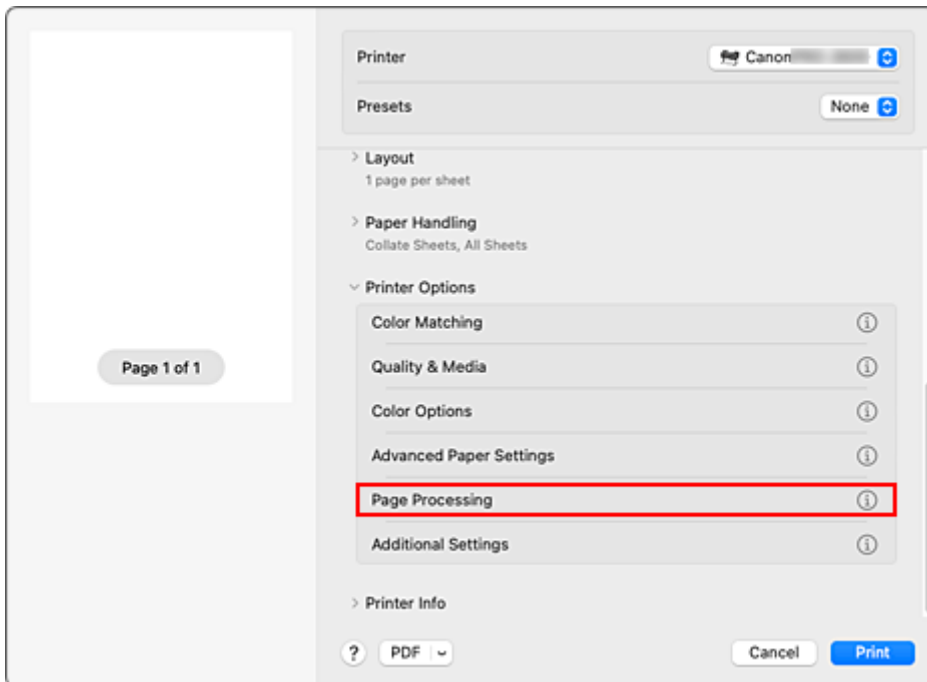 Printer
Canon
Presets
None
Layout
1 page per sheet
Paper Handling
Collate Sheets, All Sheets
Printer Options
Color Matching
Quality & Media
Page 1 of 1
Color Options
Advanced Paper Settings
Page Processing
Additional Settings
Printer Info
? PDF
Cancel
Print